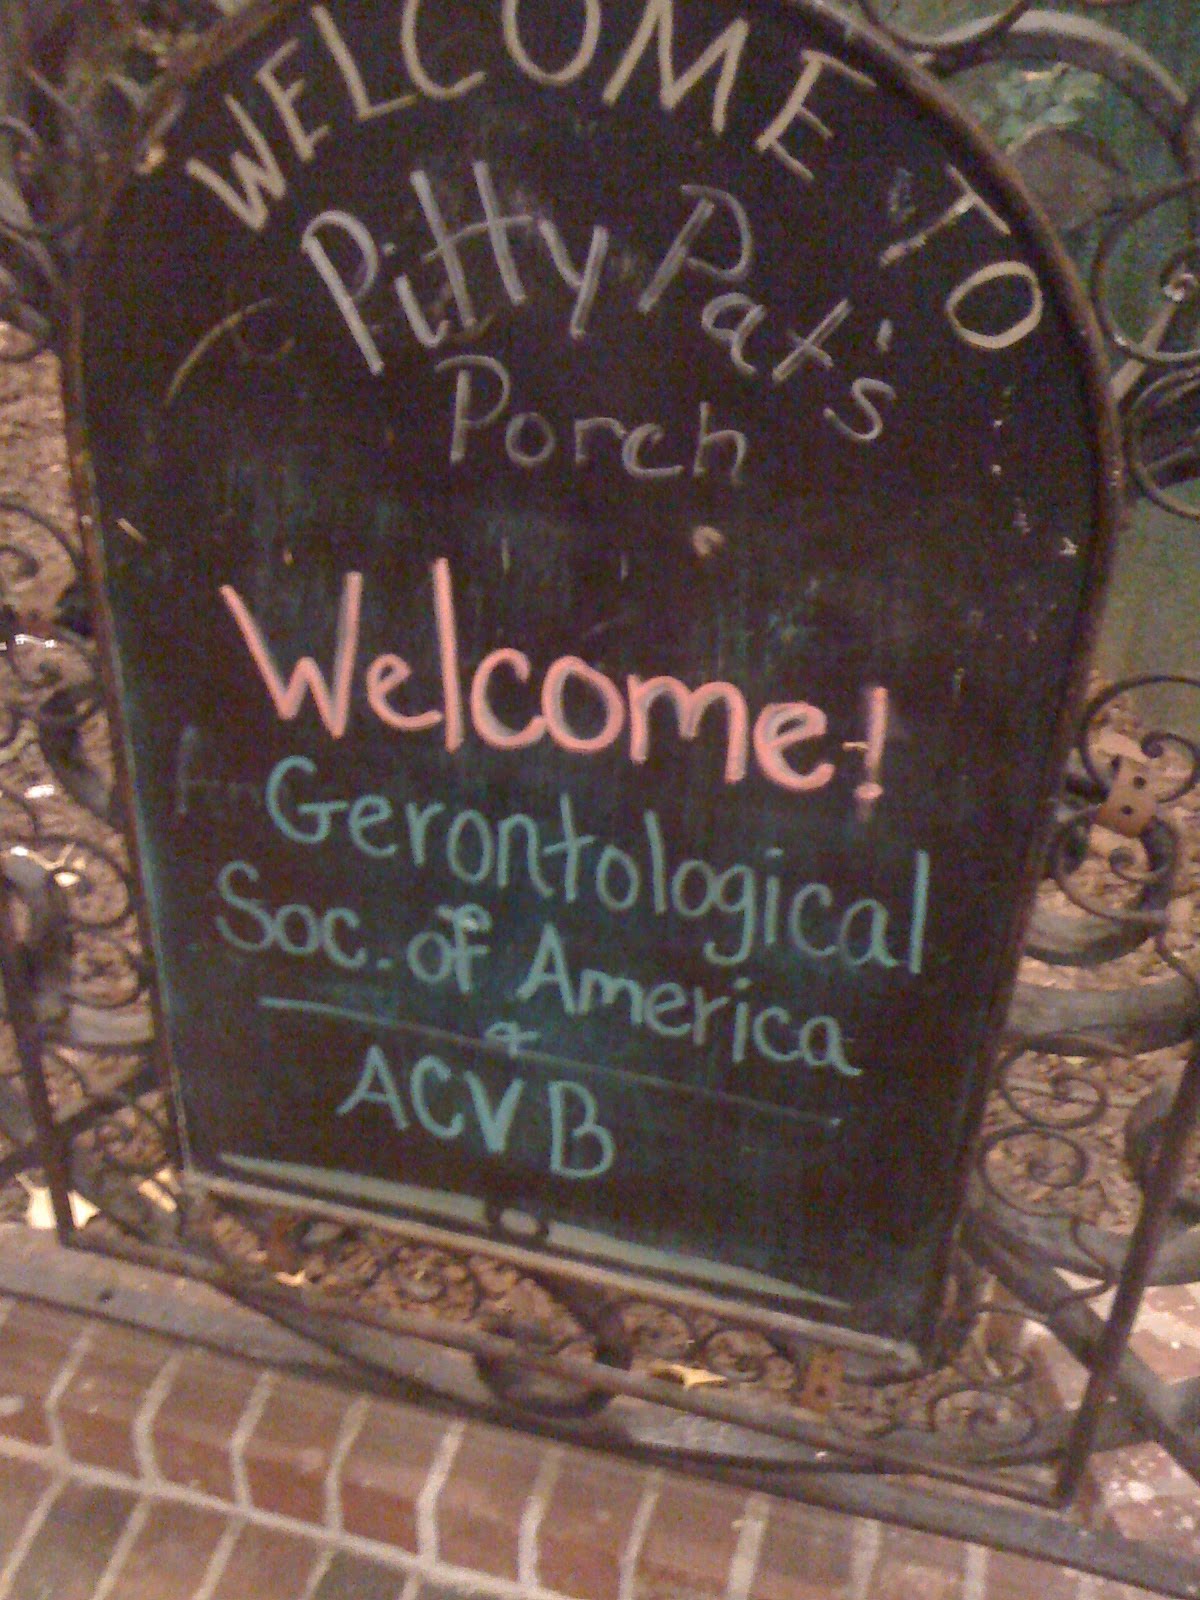 WELCOME TO
Pitty Pat's
Porch
Welcome!
Gerontological
Soc. of America
+
ACVB